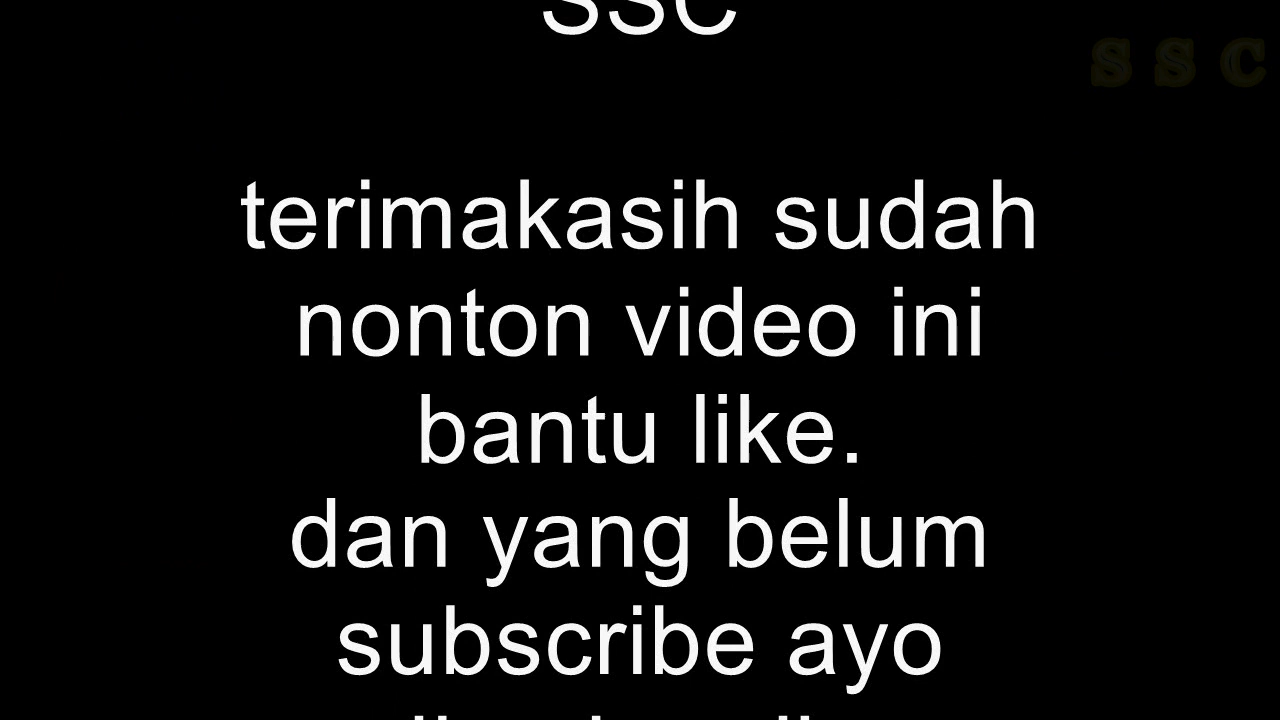 SSC
S S C
terimakasih sudah
nonton video ini
bantu like.
dan yang belum
subscribe ayo